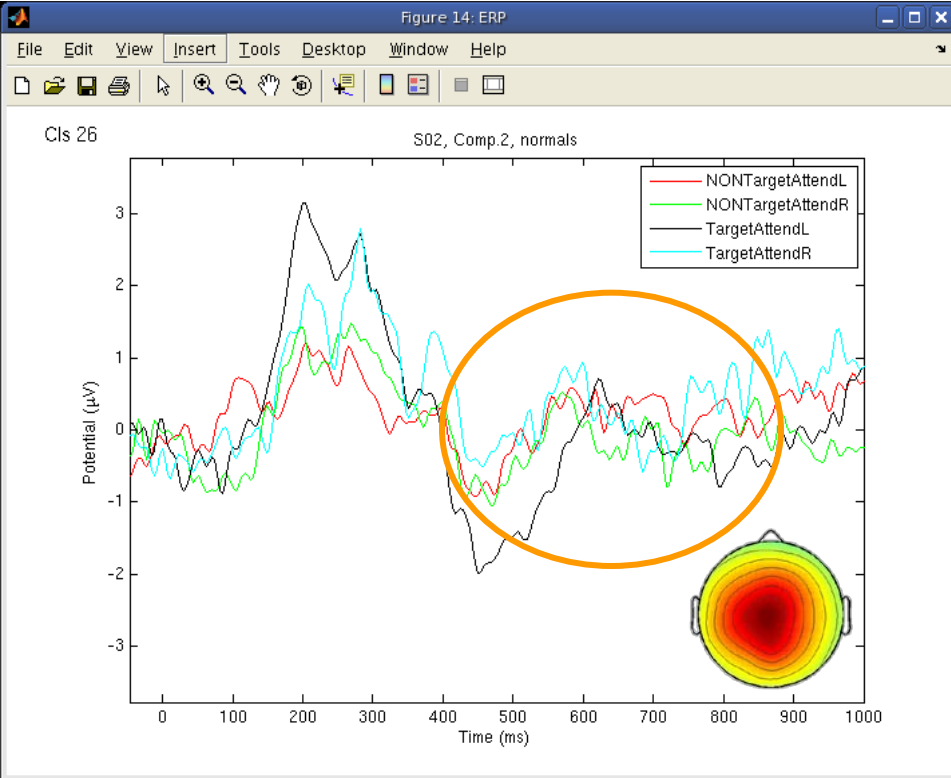 Figure 14: ERP
File Edit View Insert Tools Desktop Window Help
Cls 26
S02, Comp.2, normals
NONTargetAttendL
NONTargetAttendR
TargetAttendL
TargetAttendR
3
2
1
0
-1
-2
-3
Potential (μV)
0 100 200 300 400 500 600 700 800 900 1000
Time (ms)